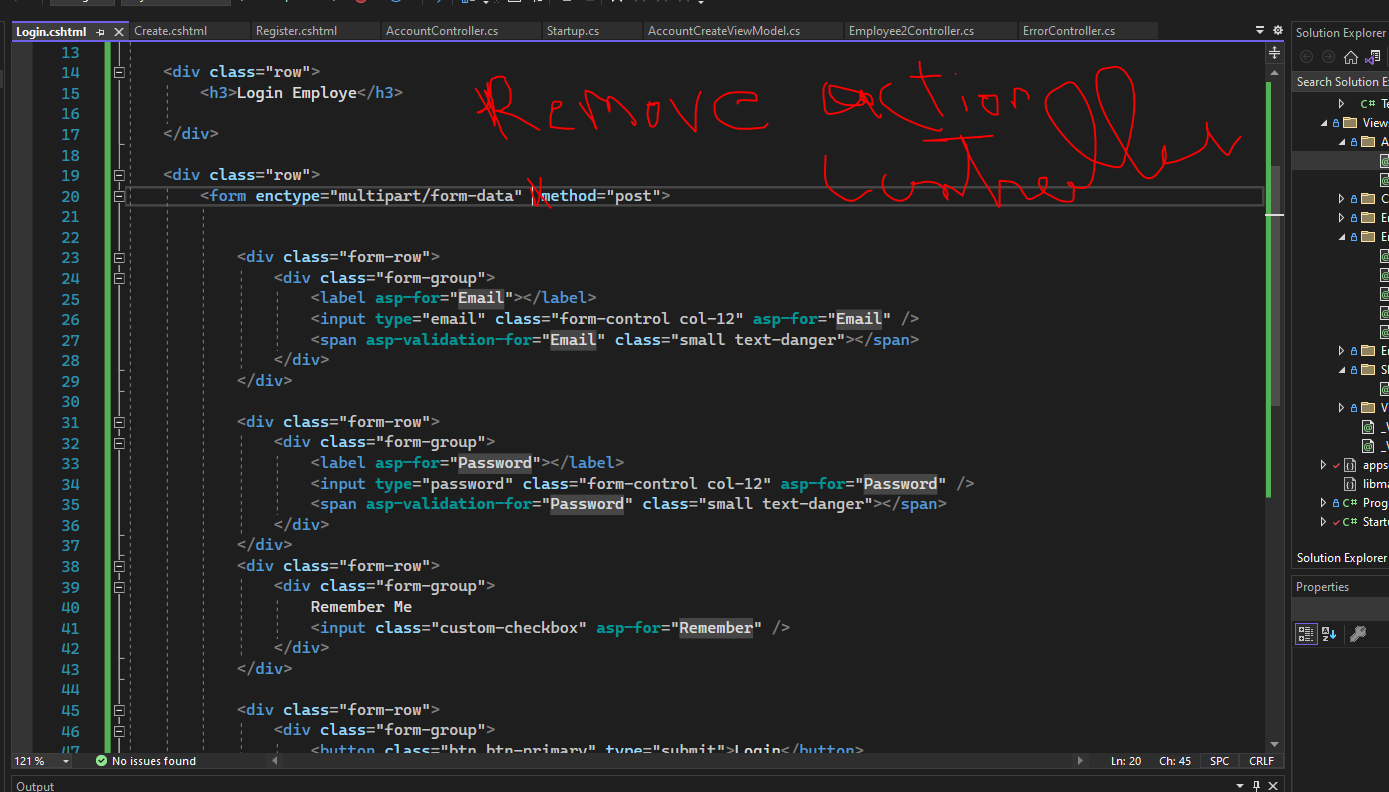 Login.cshtml Create.cshtml Register.cshtml AccountController.cs Startup.cs AccountCreateViewModel.cs Employee2Controller.cs ErrorController.cs
Solution Explorer
Search Solution E
13
14 <div class="row">
15 <h3>Login Employe</h3>
16
17 </div>
18
19 <div class="row">
20 <form enctype="multipart/form-data" method="post">
21
22
23 <div class="form-row">
24 <div class="form-group">
25 <label asp-for="Email"></label>
26 <input type="email" class="form-control col-12" asp-for="Email" />
27 <span asp-validation-for="Email" class="small text-danger"></span>
28 </div>
29 </div>
30
31 <div class="form-row">
32 <div class="form-group">
33 <label asp-for="Password"></label>
34 <input type="password" class="form-control col-12" asp-for="Password" />
35 <span asp-validation-for="Password" class="small text-danger"></span>
36 </div>
37 </div>
38 <div class="form-row">
39 <div class="form-group">
40 Remember Me
41 <input class="custom-checkbox" asp-for="Remember" />
42 </div>
43 </div>
44
45 <div class="form-row">
46 <div class="form-group">
47 <button class="btn btn-primary" type="submit">Login</button>
Remove action
controller
C# Te
Views
A
C
Er
Er
Er
Sh
V
_V
_V
apps
libma
C# Prog
C# Startu
Solution Explorer
Properties
121 % No issues found Ln: 20 Ch: 45 SPC CRLF
Output